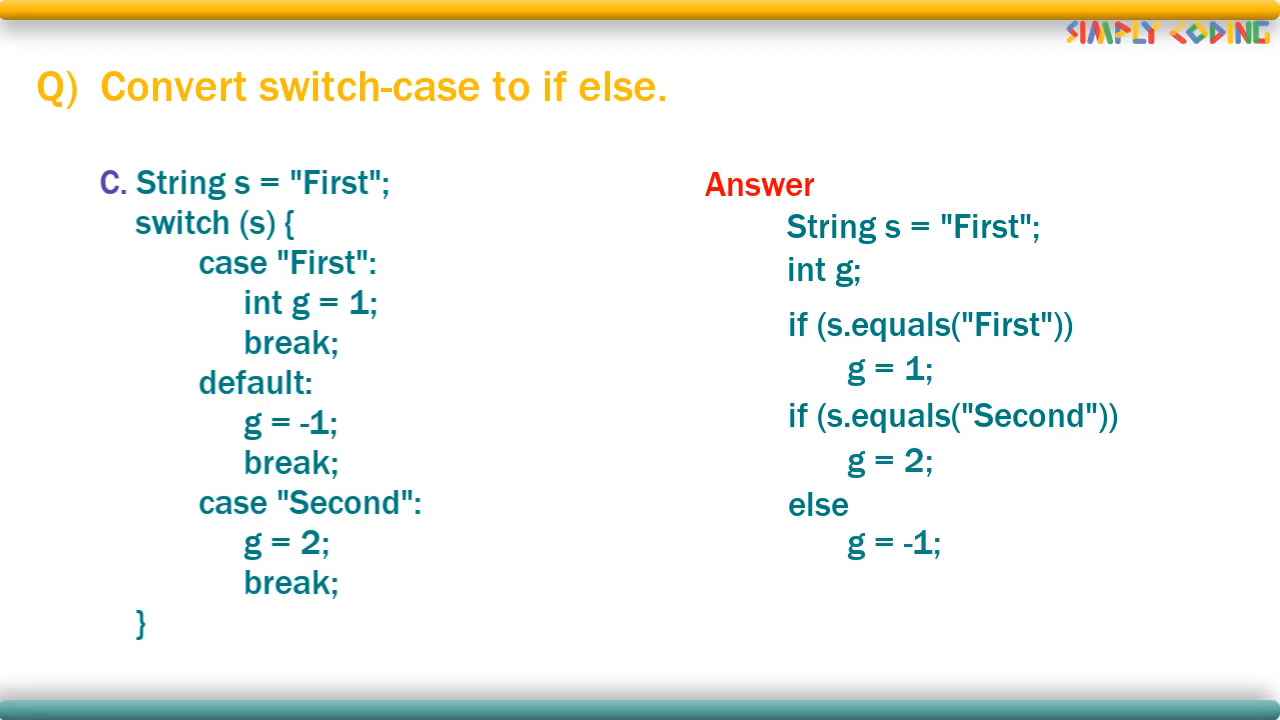 SIMPLY CODING
Q) Convert switch-case to if else.
C. String s = "First";
switch (s) {
case "First":
int g = 1;
break;
default:
g = -1;
break;
case "Second":
g = 2;
break;
}
Answer
String s = "First";
int g;
if (s.equals("First"))
g = 1;
if (s.equals("Second"))
g = 2;
else
g = -1;